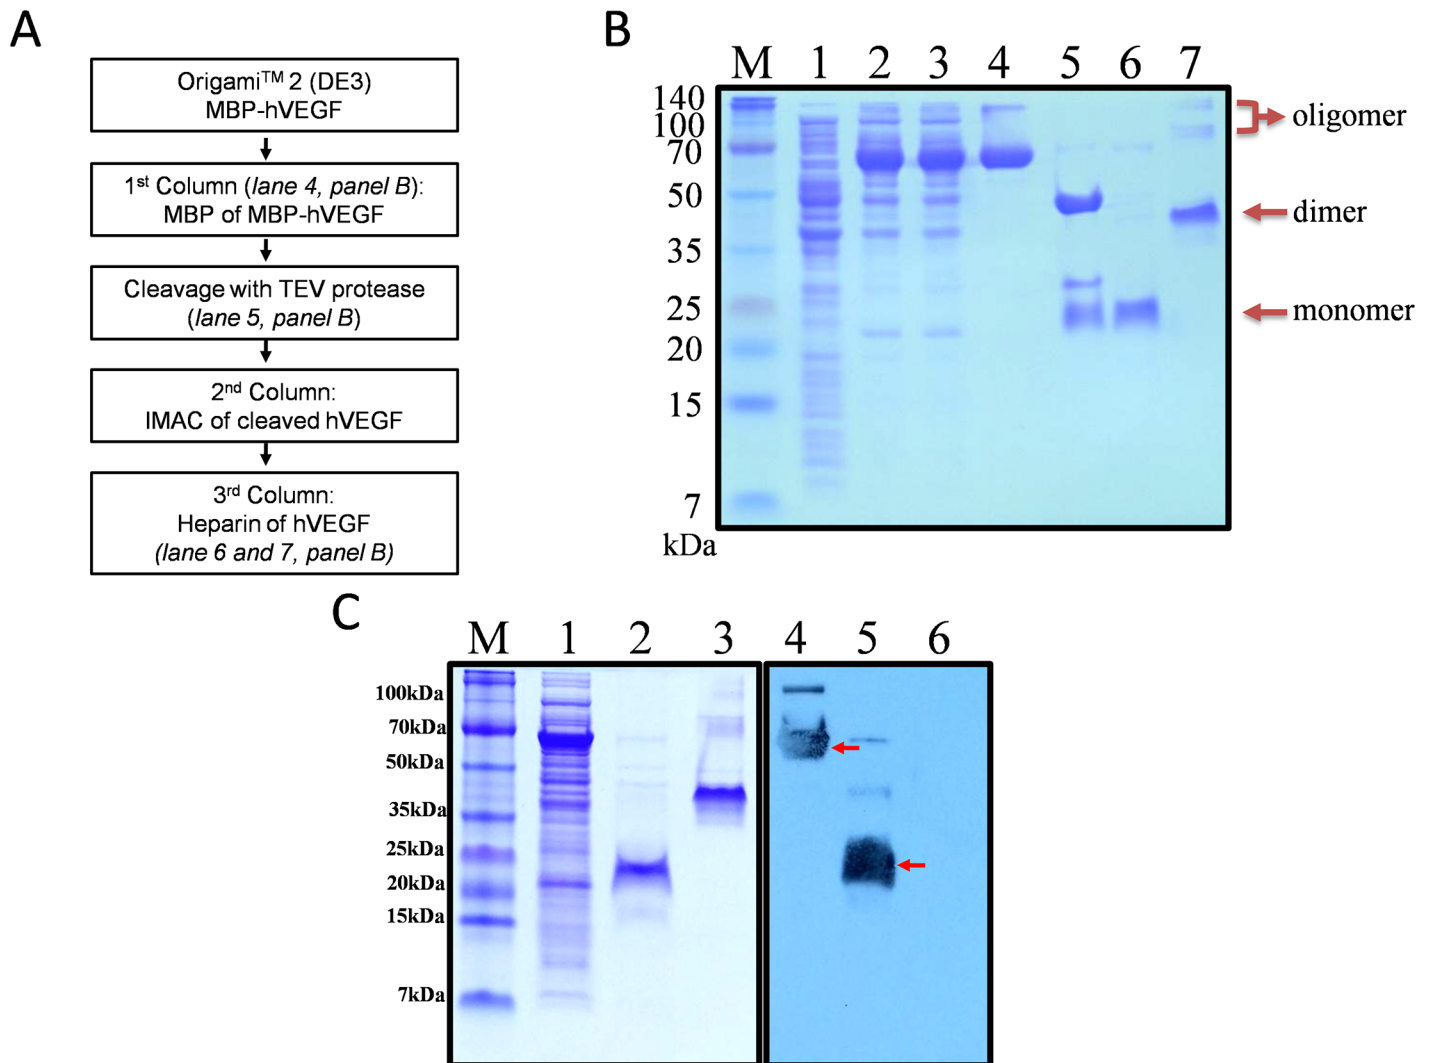 A
Origami™ 2 (DE3)
MBP-hVEGF
1st Column (lane 4, panel B):
MBP of MBP-hVEGF
Cleavage with TEV protease
(lane 5, panel B)
2nd Column:
IMAC of cleaved hVEGF
3rd Column:
Heparin of hVEGF
(lane 6 and 7, panel B)
B
M 1 2 3 4 5 6 7
140
100
70
50
35
25
20
15
7
kDa
oligomer
dimer
monomer
C
M 1 2 3 4 5 6
100kDa
70kDa
50kDa
35kDa
25kDa
20kDa
15kDa
7kDa